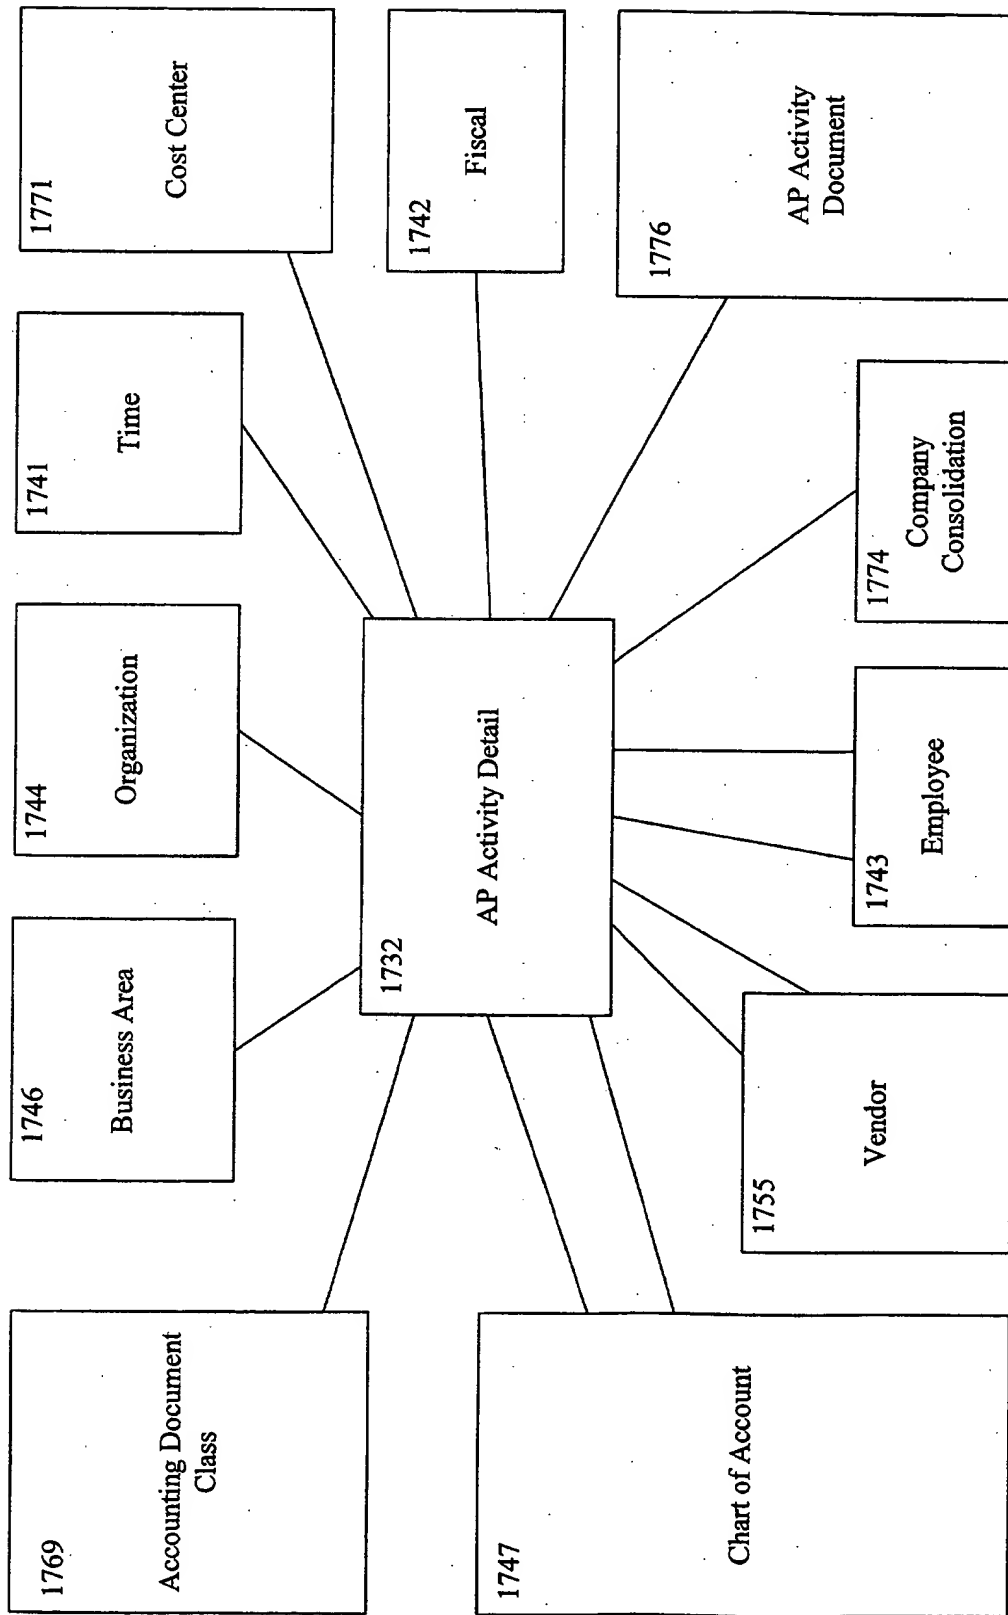 1769
Accounting Document
Class
1746
Business Area
1744
Organization
1741
Time
1771
Cost Center
1747
Chart of Account
1732
AP Activity Detail
1742
Fiscal
1755
Vendor
1743
Employee
1774
Company
Consolidation
1776
AP Activity
Document